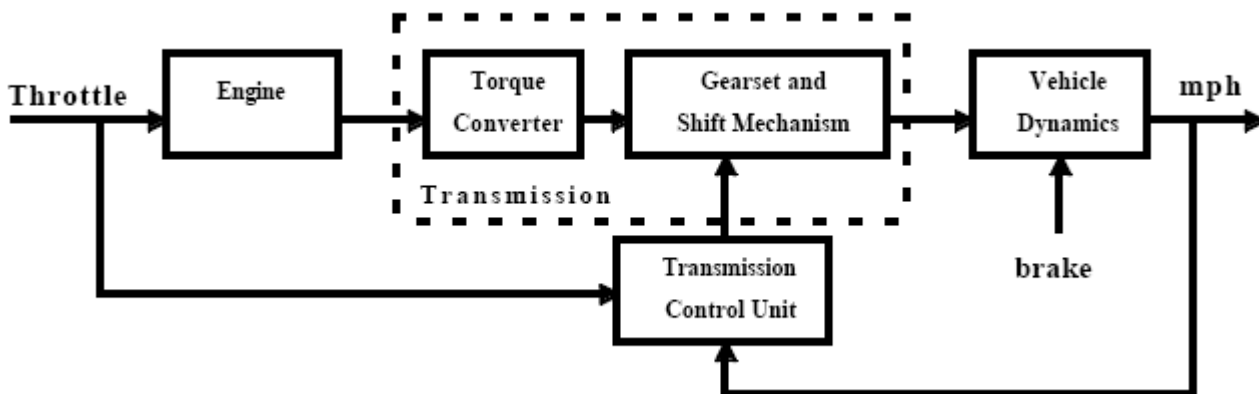 Throttle
Engine
Torque
Converter
Gearset and
Shift Mechanism
Transmission
Vehicle
Dynamics
mph
brake
Transmission
Control Unit